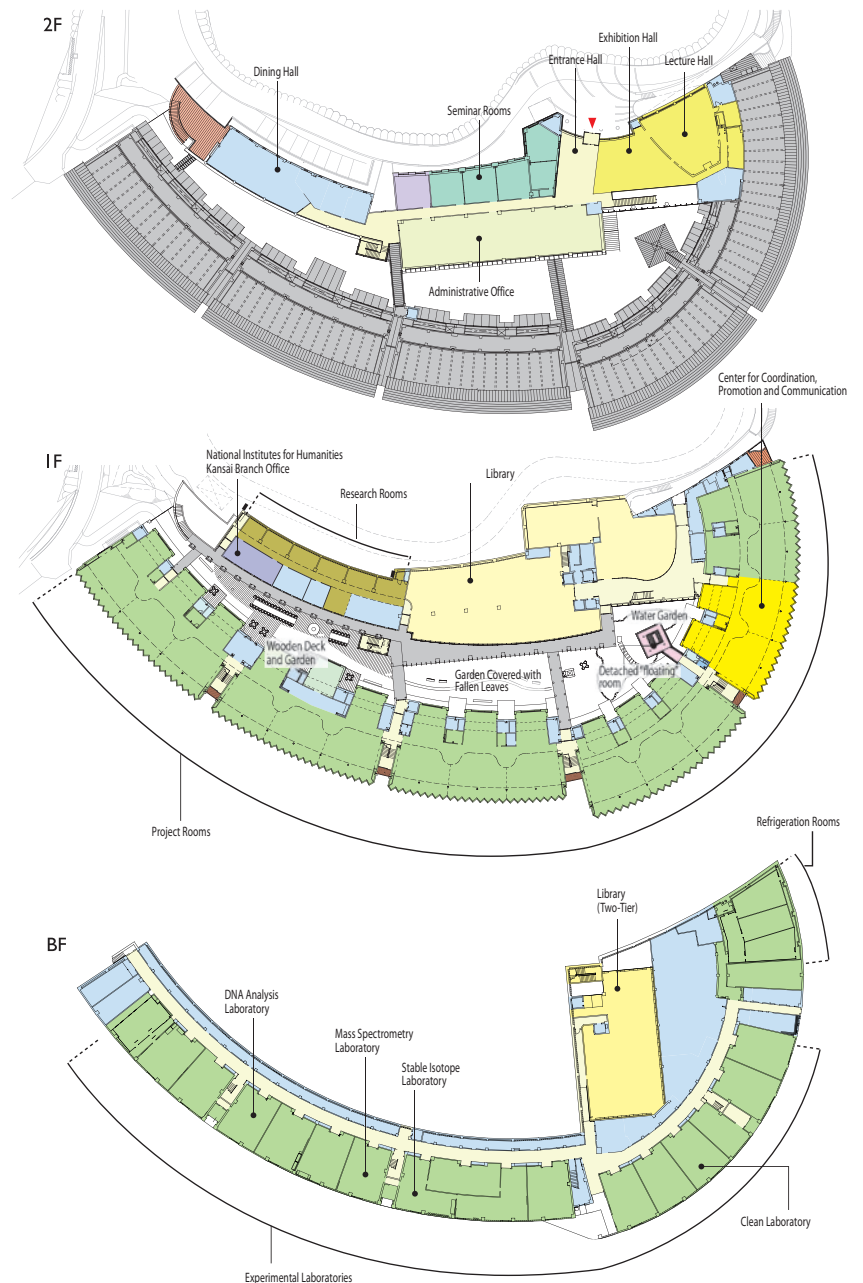 2F
Exhibition Hall
Entrance Hall
Lecture Hall
Dining Hall
Seminar Rooms
Administrative Office
Center for Coordination,
Promotion and Communication
1F
National Institutes for Humanities
Kansai Branch Office
Library
Research Rooms
Water Garden
Wooden Deck
and Garden
Garden Covered with
Fallen Leaves
Detached "floating"
room
Project Rooms
Refrigeration Rooms
Library
(Two-Tier)
BF
DNA Analysis
Laboratory
Mass Spectrometry
Laboratory
Stable Isotope
Laboratory
Clean Laboratory
Experimental Laboratories